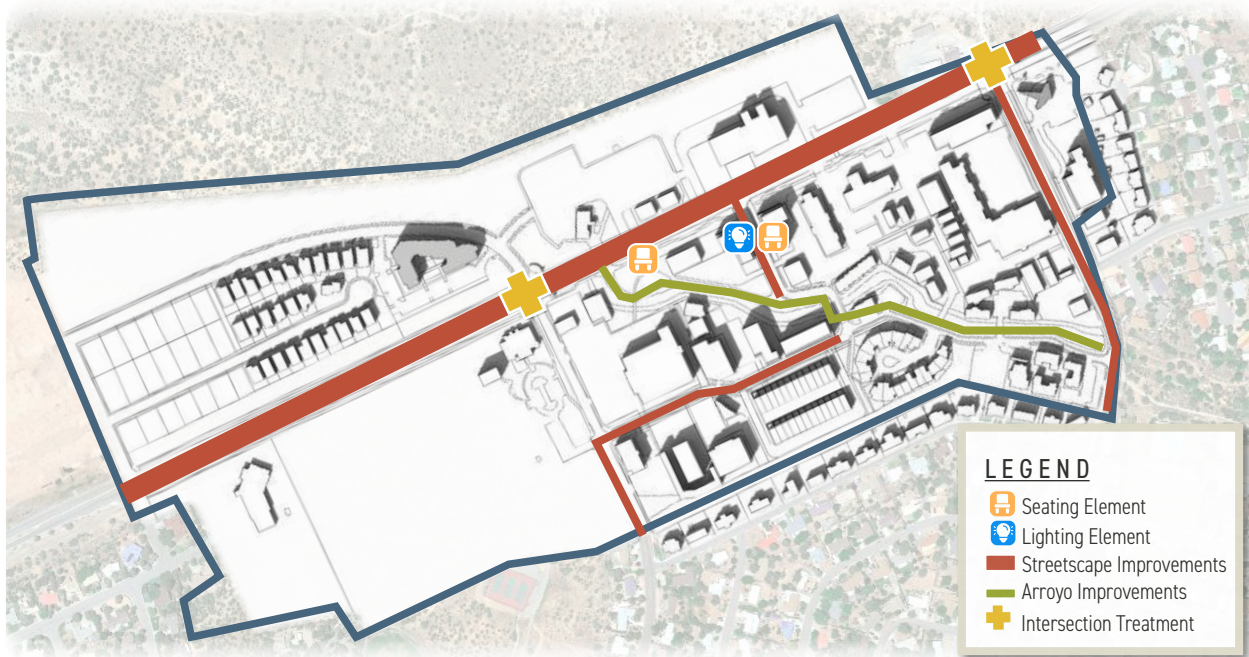 LEGEND
Seating Element
Lighting Element
Streetscape Improvements
Arroyo Improvements
Intersection Treatment